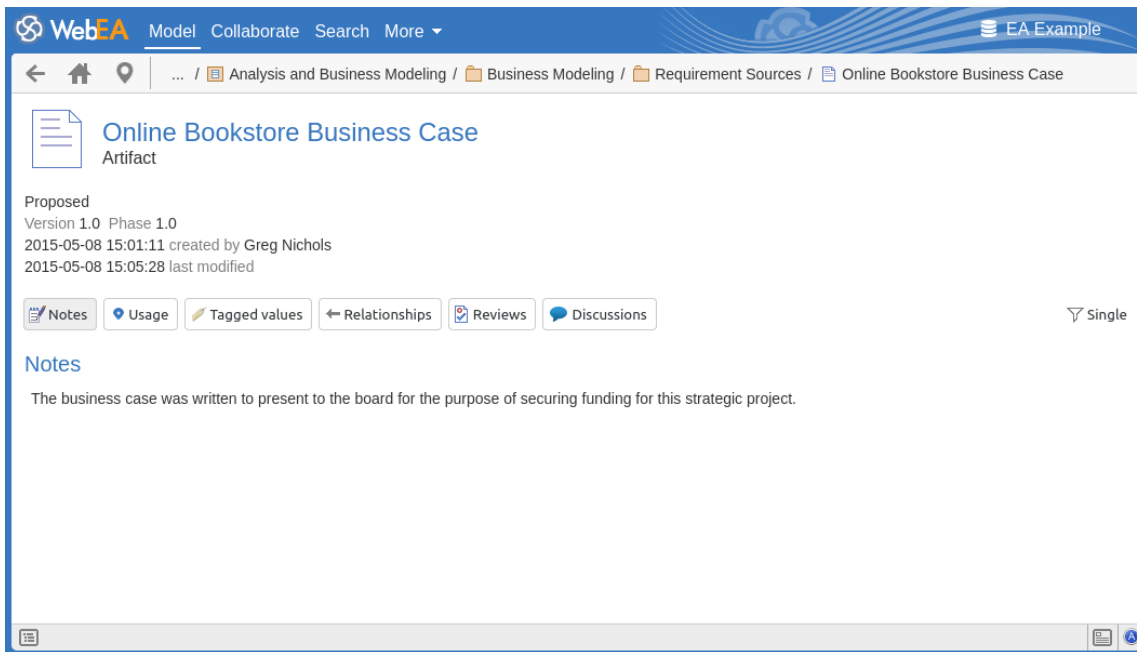 WebEA Model Collaborate Search More EA Example
... / Analysis and Business Modeling / Business Modeling / Requirement Sources / Online Bookstore Business Case
Online Bookstore Business Case
Artifact
Proposed
Version 1.0 Phase 1.0
2015-05-08 15:01:11 created by Greg Nichols
2015-05-08 15:05:28 last modified
Notes Usage Tagged values Relationships Reviews Discussions Single
Notes
The business case was written to present to the board for the purpose of securing funding for this strategic project.
A